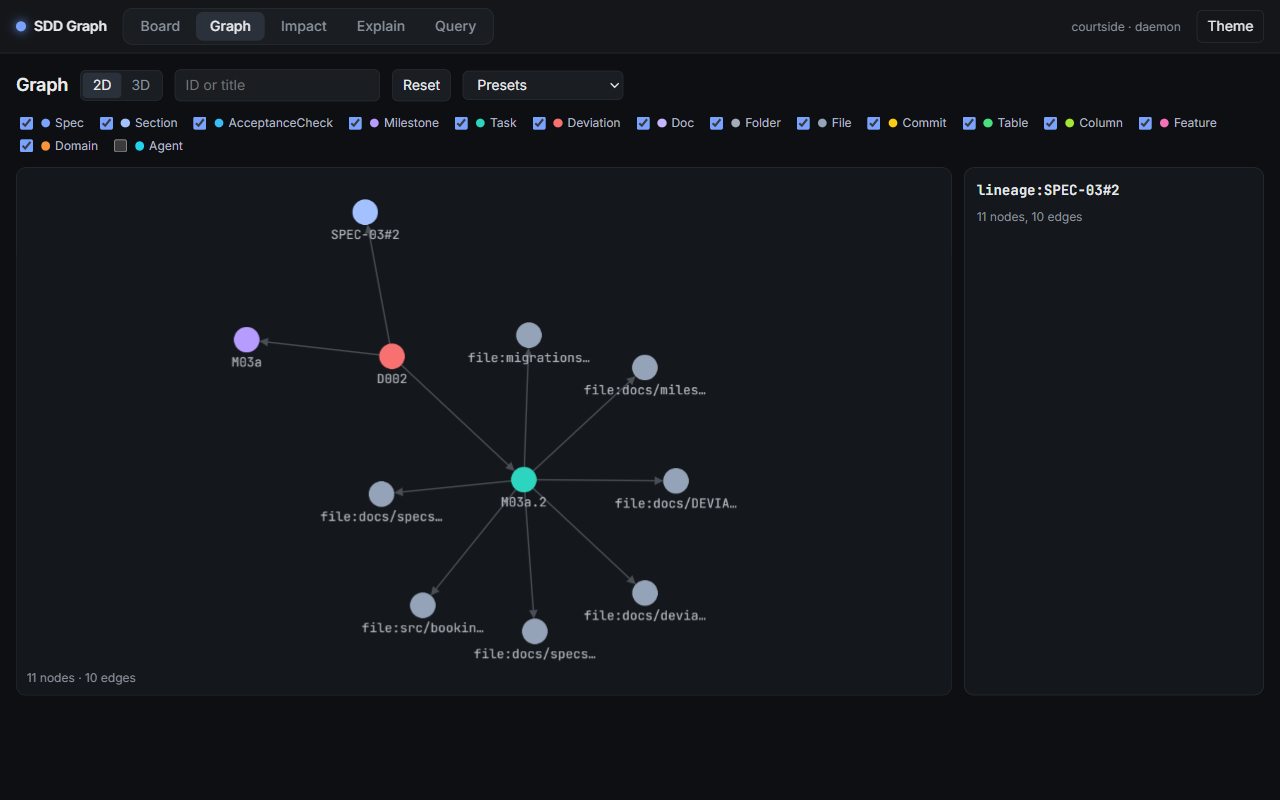 SDD Graph Board Graph Impact Explain Query courtside · daemon Theme
Graph 2D 3D ID or title Reset Presets
Spec Section AcceptanceCheck Milestone Task Deviation Doc Folder File Commit Table Column Feature
Domain Agent
lineage:SPEC-03#2
11 nodes, 10 edges
SPEC-03#2
M03a
D002
file:migrations…
file:docs/miles…
M03a.2
file:docs/DEVIA…
file:docs/specs…
file:docs/devia…
file:src/bookin…
file:docs/specs…
11 nodes · 10 edges